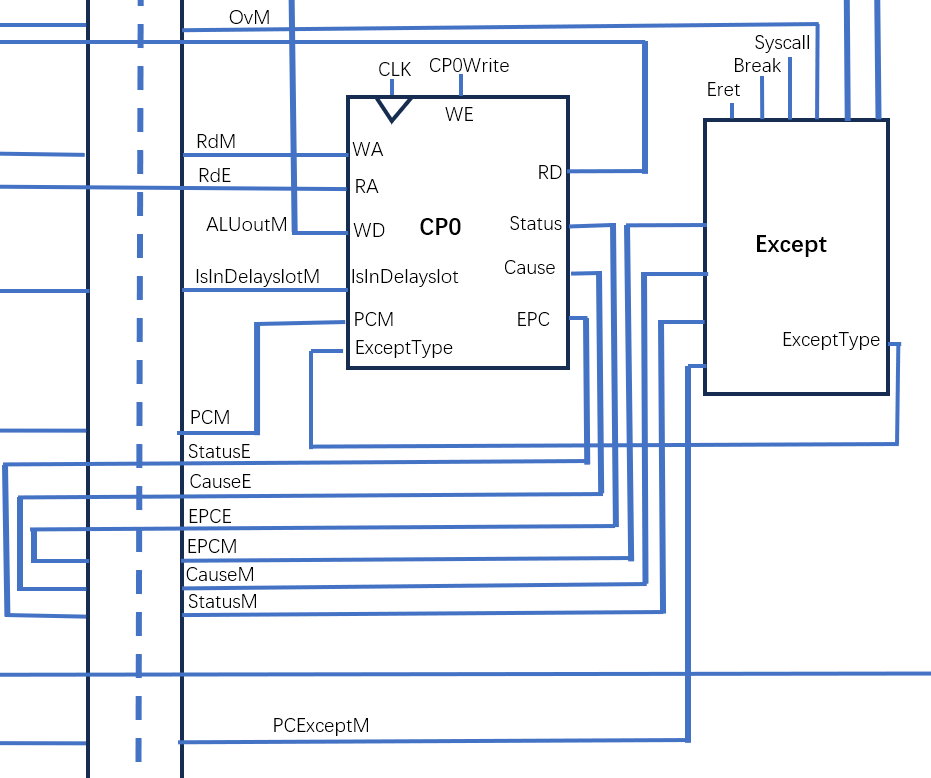 OvM
Syscall
CLK
CP0Write
Break
Eret
WE
RdM
WA
RdE
RA
RD
ALUoutM
WD
CP0
Status
Except
IsInDelayslotM
IsInDelayslot
Cause
PCM
EPC
ExceptType
ExceptType
PCM
StatusE
CauseE
EPCE
EPCM
CauseM
StatusM
PCExceptM